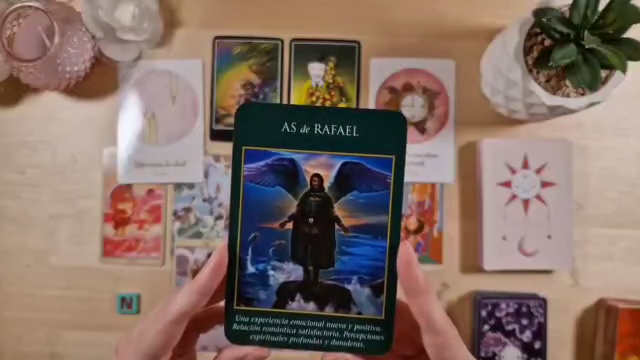 AS de RAFAEL
Una experiencia emocional nueva y positiva.
Relación romántica satisfactoria. Percepciones
espirituales profundas y duraderas.
N